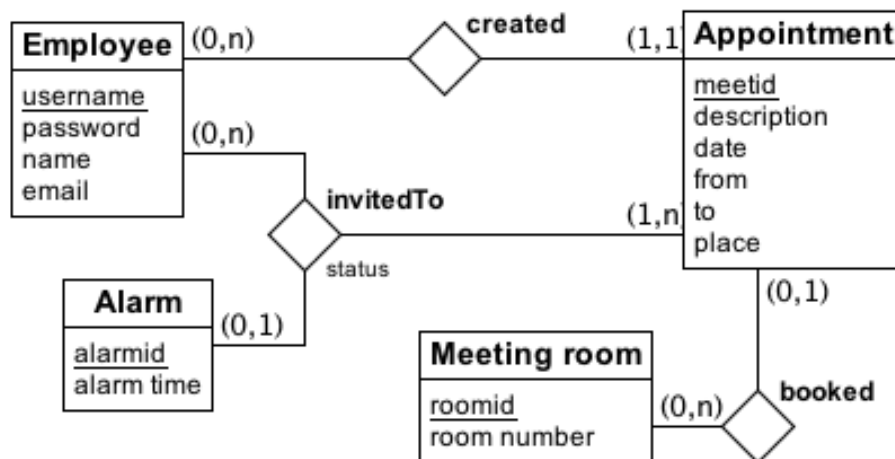 Employee
username
password
name
email
(0,n)
created
(1,1)
Appointment
meetid
description
date
from
to
place
(0,n)
invitedTo
status
(1,n)
Alarm
alarmid
alarm time
(0,1)
(0,1)
Meeting room
roomid
room number
(0,n)
booked